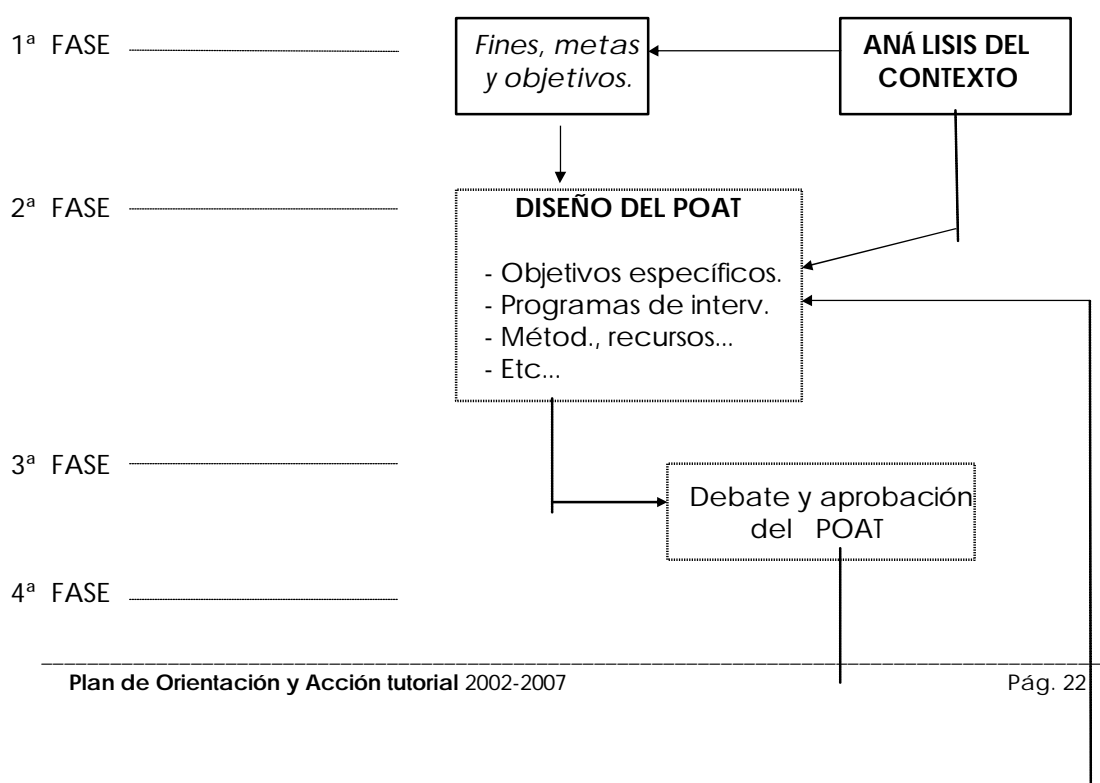 1ª FASE
Fines, metas
y objetivos.
ANÁ LISIS DEL
CONTEXTO
2ª FASE
DISEÑO DEL POAT
- Objetivos específicos.
- Programas de interv.
- Métod., recursos...
- Etc...
3ª FASE
Debate y aprobación
del POAT
4ª FASE
Plan de Orientación y Acción tutorial 2002-2007 Pág. 22